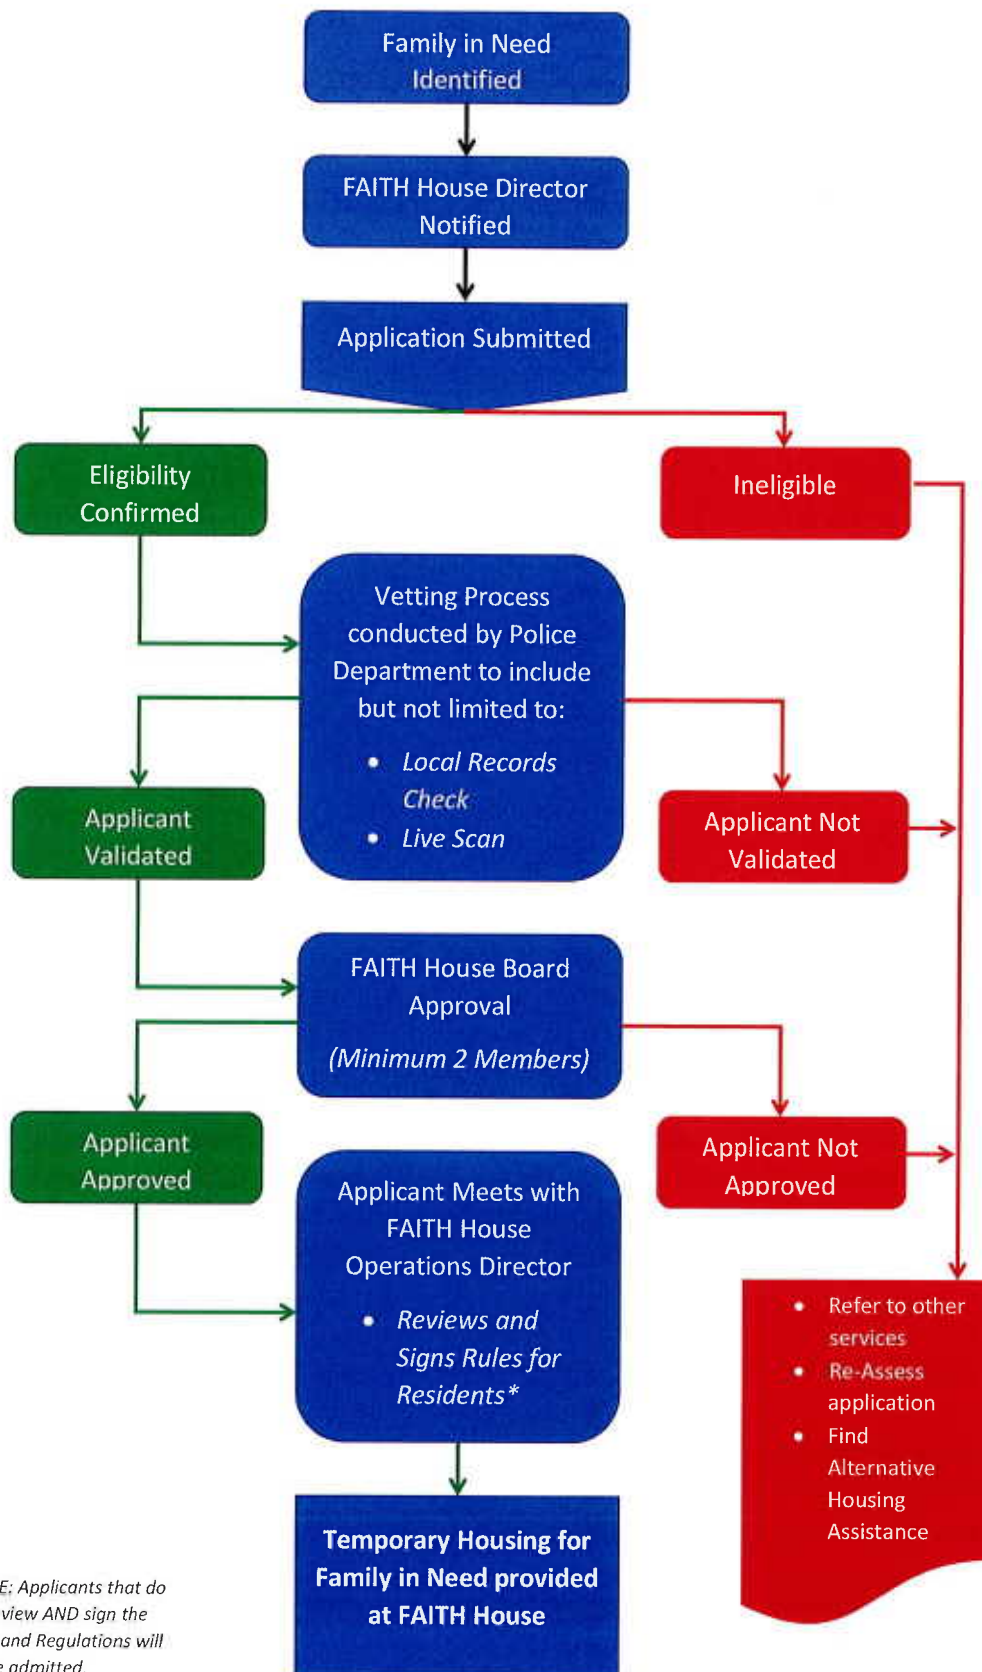 Family in Need
Identified
FAITH House Director
Notified
Application Submitted
Eligibility
Confirmed
Ineligible
Vetting Process
conducted by Police
Department to include
but not limited to:
• Local Records
Check
• Live Scan
Applicant
Validated
Applicant Not
Validated
FAITH House Board
Approval
(Minimum 2 Members)
Applicant
Approved
Applicant Not
Approved
Applicant Meets with
FAITH House
Operations Director
• Reviews and
Signs Rules for
Residents*
• Refer to other
services
• Re-Assess
application
• Find
Alternative
Housing
Assistance
Temporary Housing for
Family in Need provided
at FAITH House
E: Applicants that do
view AND sign the
and Regulations will
e admitted.